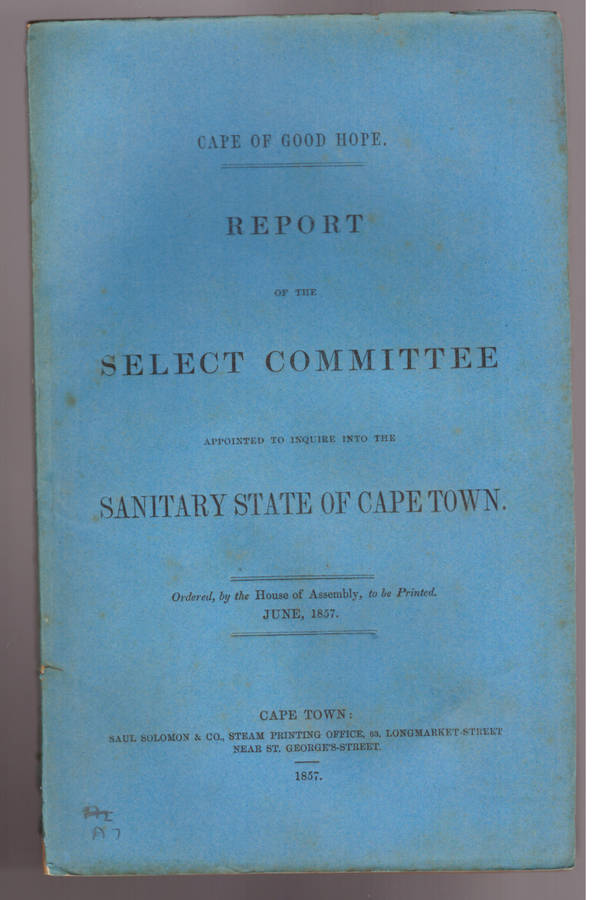 CAPE OF GOOD HOPE.
REPORT
OF THE
SELECT COMMITTEE
APPOINTED TO INQUIRE INTO THE
SANITARY STATE OF CAPE TOWN.
Ordered, by the House of Assembly, to be Printed.
JUNE, 1857.
CAPE TOWN:
SAUL SOLOMON & CO., STEAM PRINTING OFFICE, 63, LONGMARKET-STREET
NEAR ST. GEORGE'S-STREET.
1857.
A 7